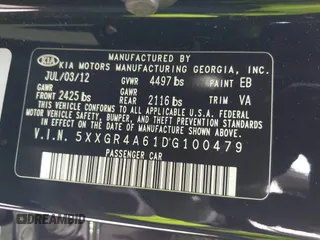 MANUFACTURED BY
KIA KIA MOTORS MANUFACTURING GEORGIA, INC.
JUL/03/12 GVWR 4497 lbs PAINT EB
GAWR GAWR
FRONT 2425 lbs REAR 2116 lbs TRIM VA
THIS VEHICLE CONFORMS TO ALL APPLICABLE U.S. FEDERAL
MOTOR VEHICLE SAFETY, BUMPER, AND THEFT PREVENTION
STANDARDS IN EFFECT ON THE DATE OF MANUFACTURE SHOWN ABOVE.
V.I.N. 5XXGR4A61DG100479
PASSENGER CAR
DREAMBID